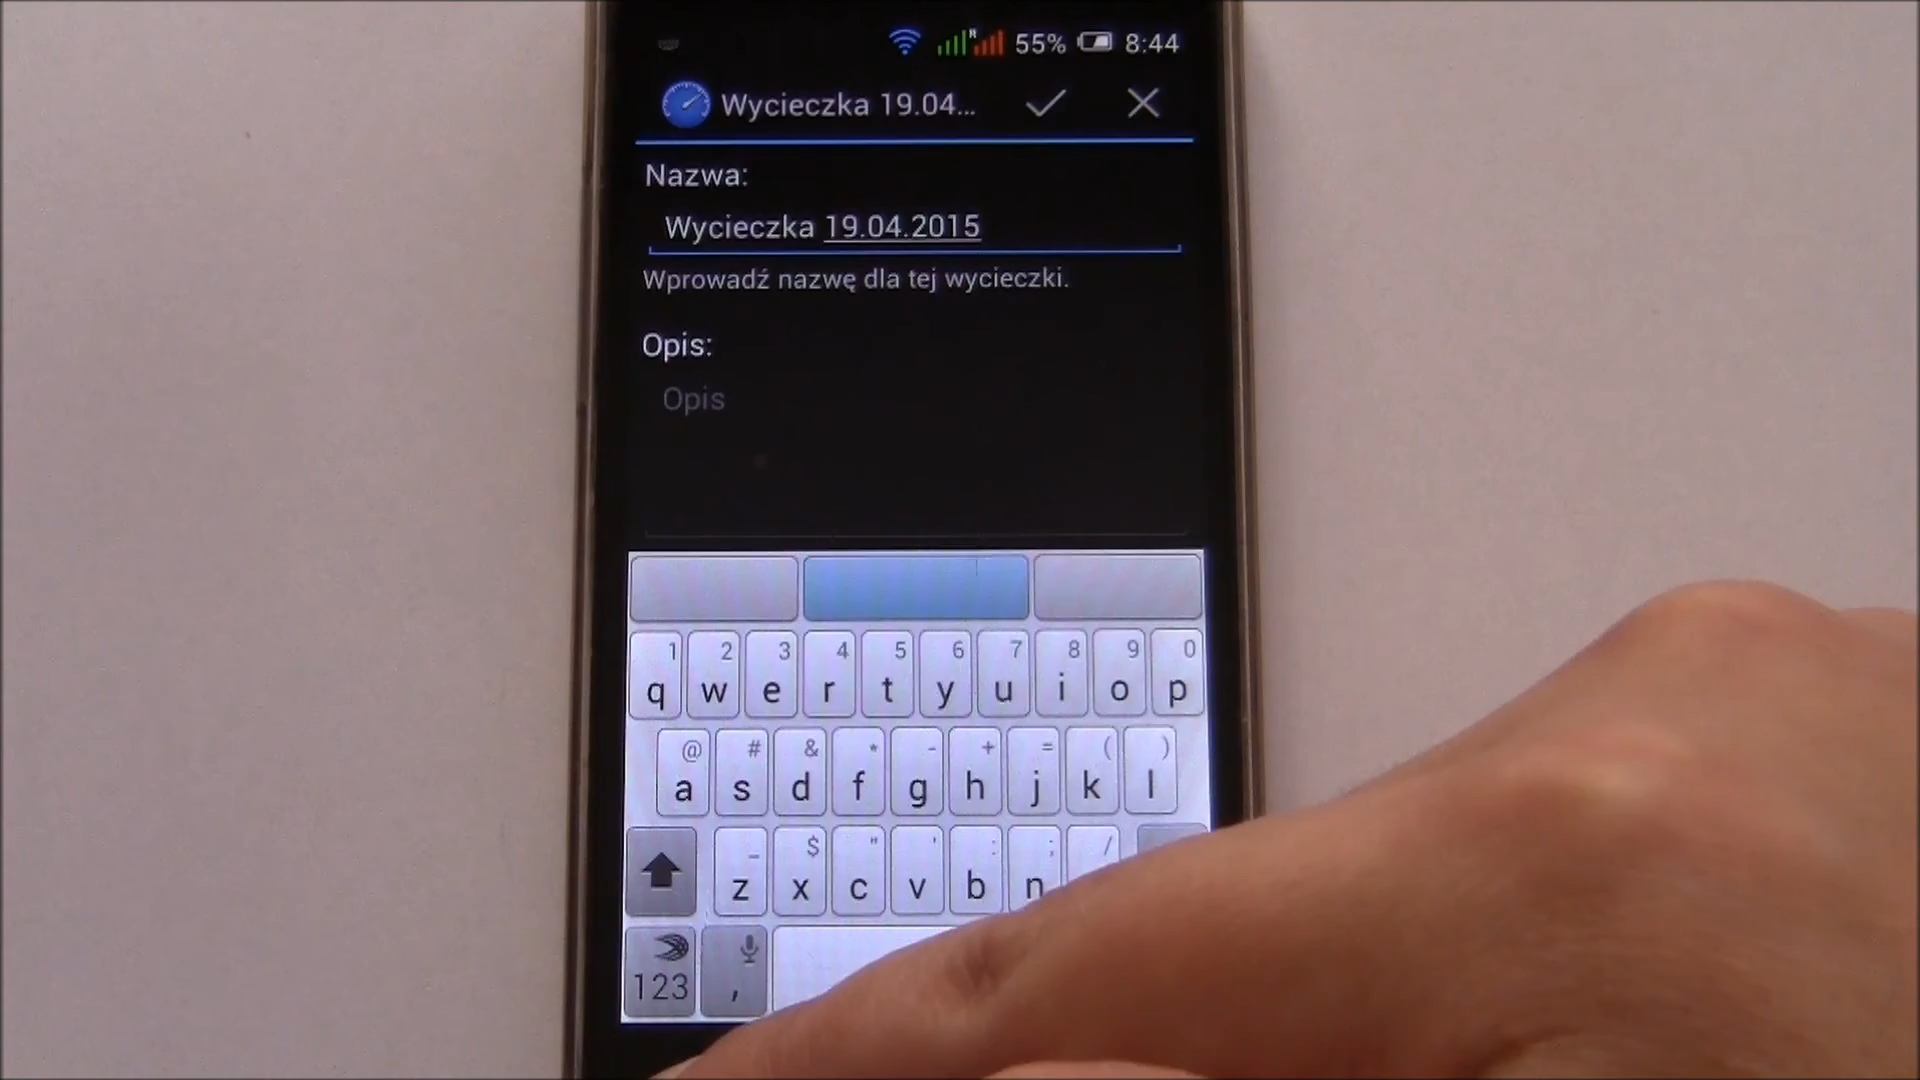 R 55% 8:44
Wycieczka 19.04...
Nazwa:
Wycieczka 19.04.2015
Wprowadź nazwę dla tej wycieczki.
Opis:
Opis
1 2 3 4 5 6 7 8 9 0
q w e r t y u i o p
@ # & * - + = ( )
a s d f g h j k l
_ $ " ' : ; /
z x c v b n
123 ,